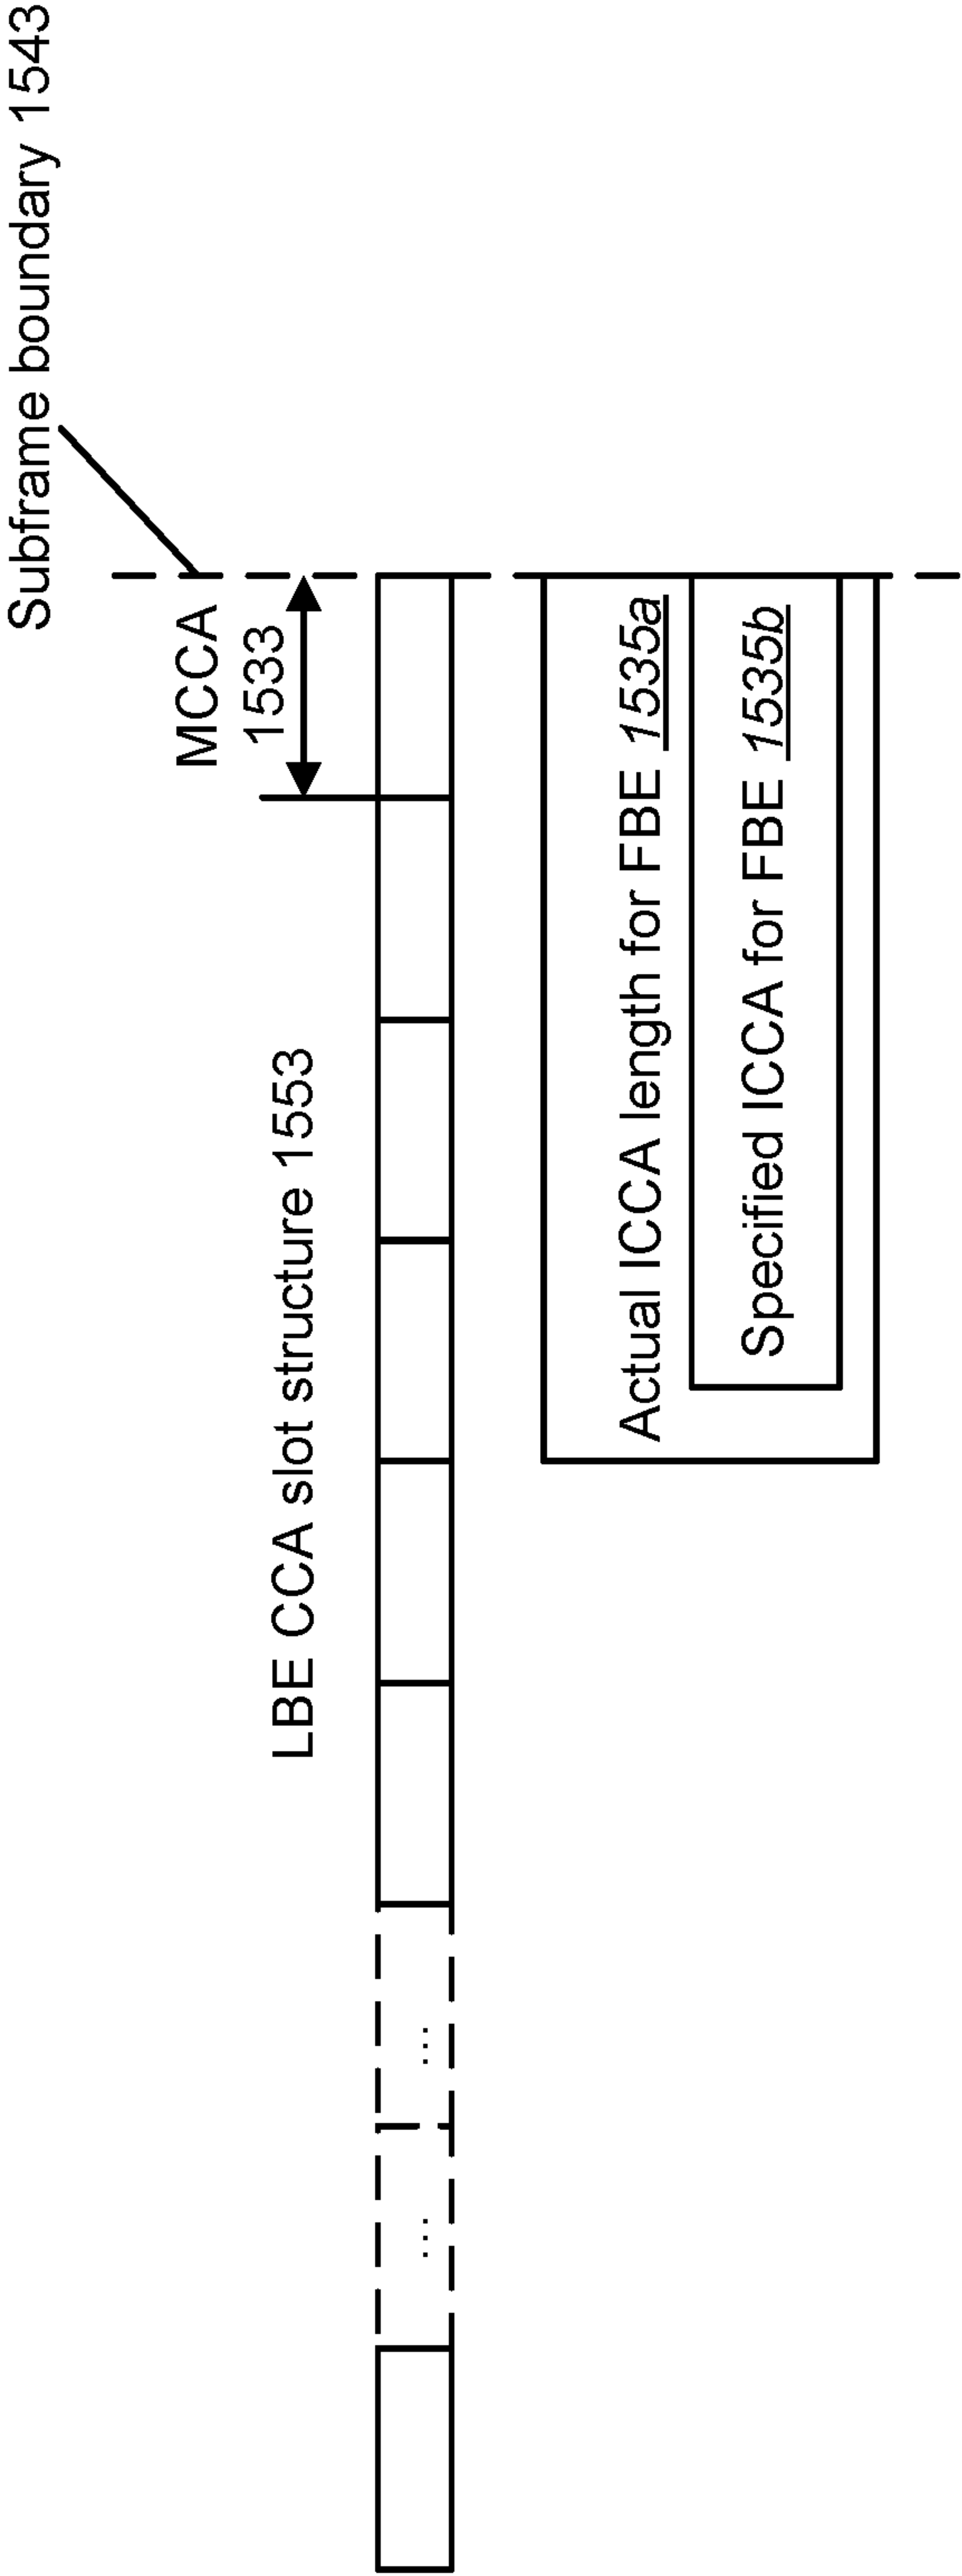 Subframe boundary 1543
MCCA
1533
LBE CCA slot structure 1553
...
...
Actual ICCA length for FBE 1535a
Specified ICCA for FBE 1535b